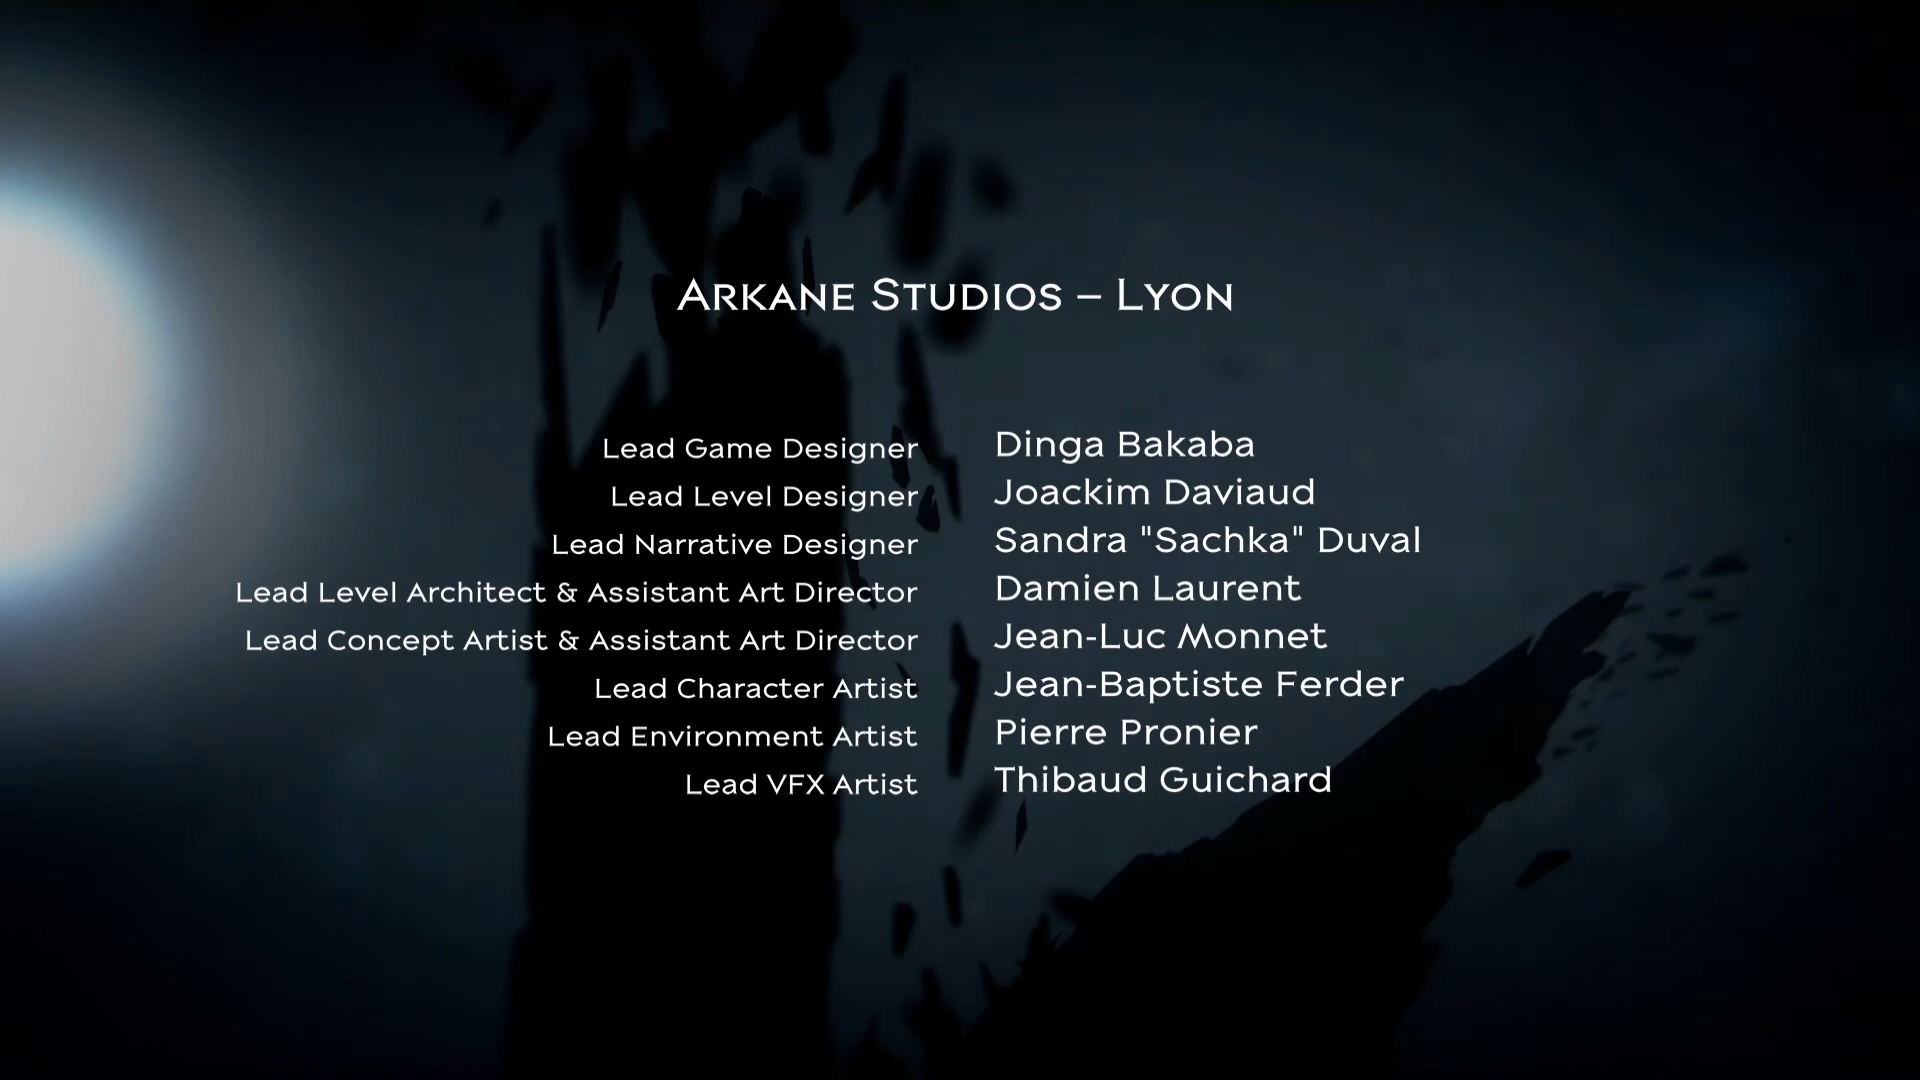 Arkane Studios – Lyon
Lead Game Designer Dinga Bakaba
Lead Level Designer Joackim Daviaud
Lead Narrative Designer Sandra "Sachka" Duval
Lead Level Architect & Assistant Art Director Damien Laurent
Lead Concept Artist & Assistant Art Director Jean-Luc Monnet
Lead Character Artist Jean-Baptiste Ferder
Lead Environment Artist Pierre Pronier
Lead VFX Artist Thibaud Guichard